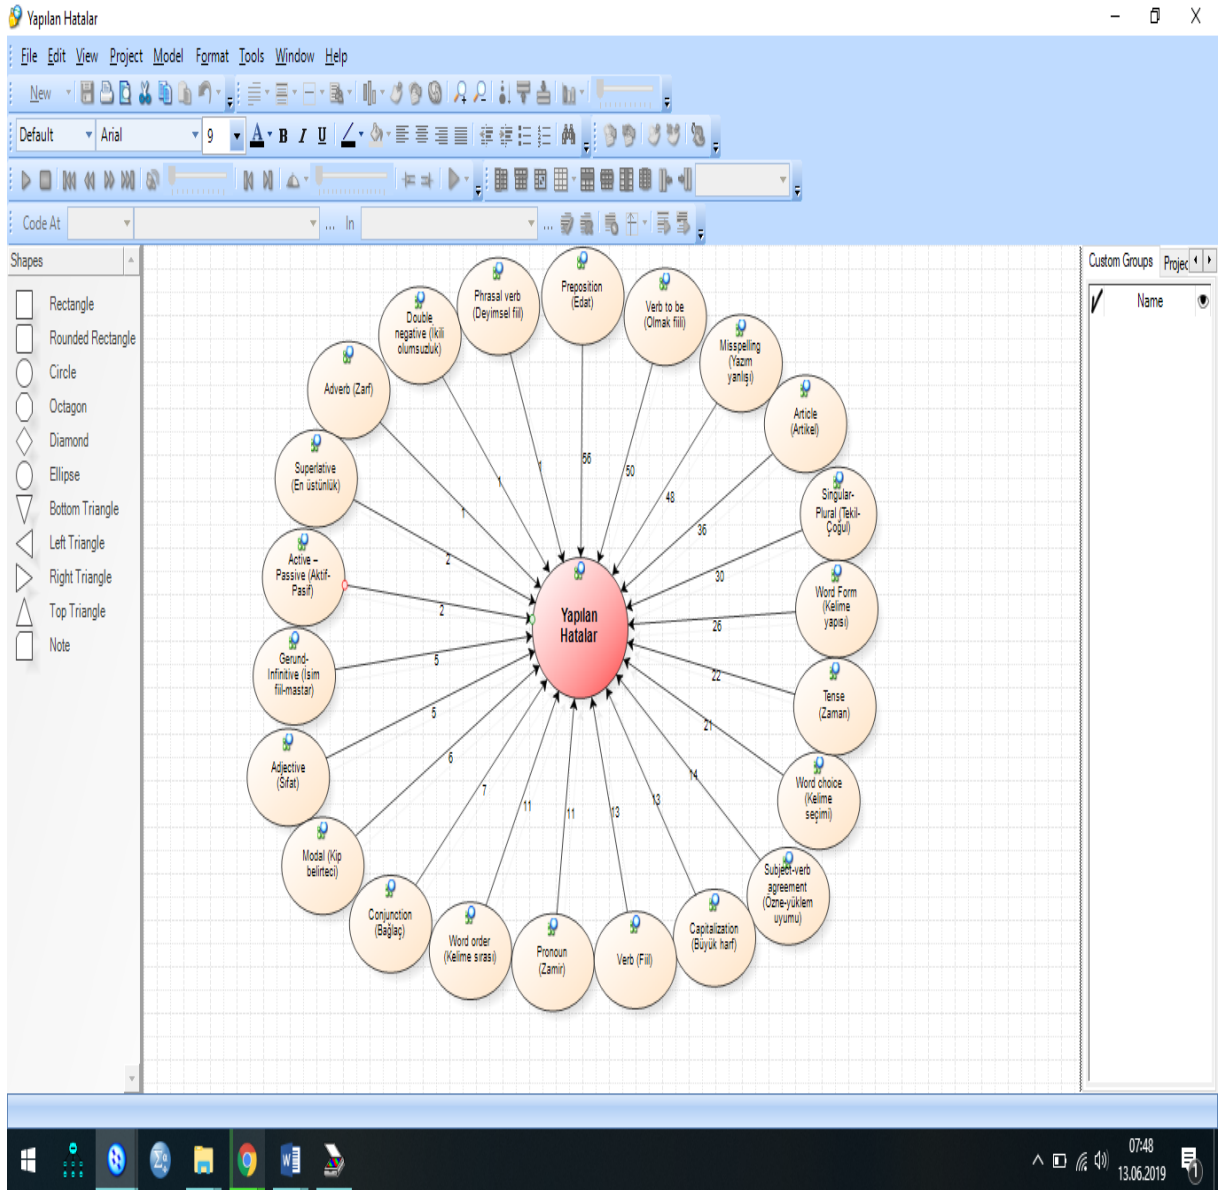 Yapılan Hatalar
File Edit View Project Model Format Tools Window Help
New
Default Arial 9 A B I U
Code At ... In ...
Shapes
Rectangle
Rounded Rectangle
Circle
Octagon
Diamond
Ellipse
Bottom Triangle
Left Triangle
Right Triangle
Top Triangle
Note
Custom Groups Projec
Name
Preposition
(Edat)
Verb to be
(Olmak fiili)
Misspelling
(Yazım
yanlışı)
Article
(Artikel)
Singular-
Plural (Tekil-
Çoğul)
Word Form
(Kelime
yapısı)
Tense
(Zaman)
Word choice
(Kelime
seçimi)
Subject-verb
agreement
(Özne-yüklem
uyumu)
Capitalization
(Büyük harf)
Verb (Fiil)
Pronoun
(Zamir)
Word order
(Kelime sırası)
Conjunction
(Bağlaç)
Modal (Kip
belirteci)
Adjective
(Sıfat)
Gerund-
Infinitive (İsim
fiil-mastar)
Active –
Passive (Aktif-
Pasif)
Superlative
(En üstünlük)
Adverb (Zarf)
Double
negative (İkili
olumsuzluk)
Phrasal verb
(Deyimsel fiil)
56
50
48
36
30
26
22
21
14
13
13
11
11
7
6
5
5
2
2
1
1
1
Yapılan
Hatalar
07:48
13.06.2019
1